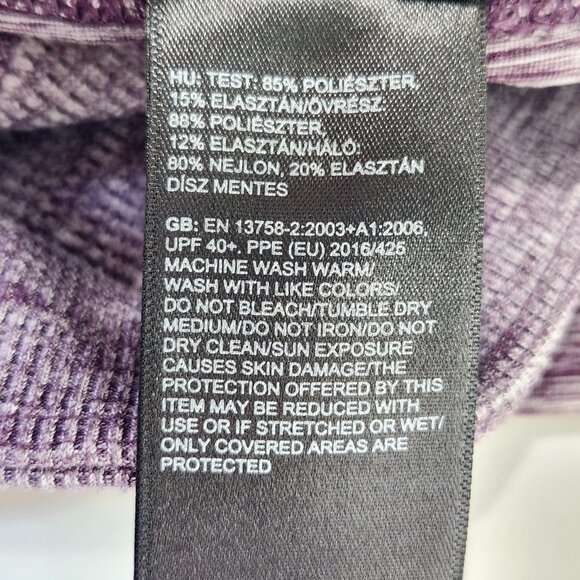 HU: TEST: 85% POLIÉSZTER,
15% ELASZTÁN/ÖVRÉSZ:
88% POLIÉSZTER,
12% ELASZTÁN/HÁLÓ:
80% NEJLON, 20% ELASZTÁN
DÍSZ MENTES
GB: EN 13758-2:2003+A1:2006,
UPF 40+. PPE (EU) 2016/425
MACHINE WASH WARM/
WASH WITH LIKE COLORS/
DO NOT BLEACH/TUMBLE DRY
MEDIUM/DO NOT IRON/DO NOT
DRY CLEAN/SUN EXPOSURE
CAUSES SKIN DAMAGE/THE
PROTECTION OFFERED BY THIS
ITEM MAY BE REDUCED WITH
USE OR IF STRETCHED OR WET/
ONLY COVERED AREAS ARE
PROTECTED